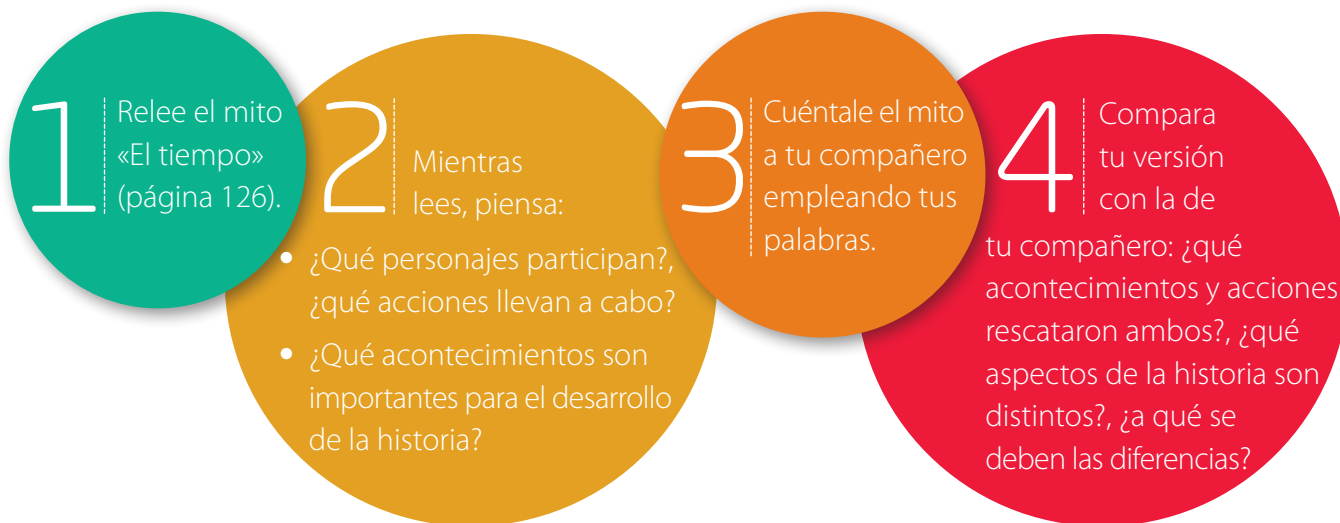 1
Relee el mito
«El tiempo»
(página 126).
2
Mientras
lees, piensa:
• ¿Qué personajes participan?,
¿qué acciones llevan a cabo?
• ¿Qué acontecimientos son
importantes para el desarrollo
de la historia?
3
Cuéntale el mito
a tu compañero
empleando tus
palabras.
4
Compara
tu versión
con la de
tu compañero: ¿qué
acontecimientos y acciones
rescataron ambos?, ¿qué
aspectos de la historia son
distintos?, ¿a qué se
deben las diferencias?